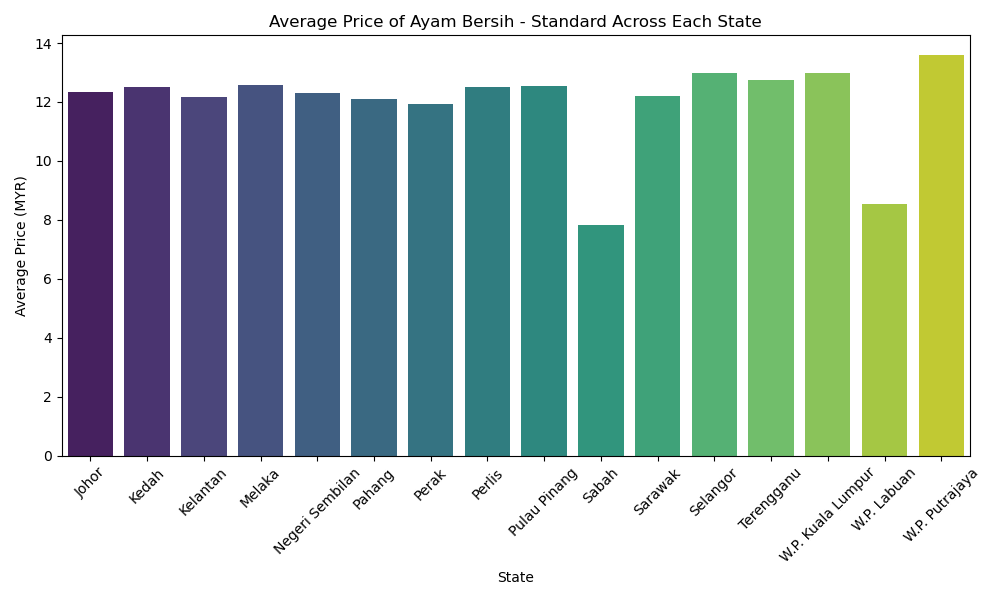 Average Price of Ayam Bersih - Standard Across Each State
Average Price (MYR)
14
12
10
8
6
4
2
0
Johor
Kedah
Kelantan
Melaka
Negeri Sembilan
Pahang
Perak
Perlis
Pulau Pinang
Sabah
Sarawak
Selangor
Terengganu
W.P. Kuala Lumpur
W.P. Labuan
W.P. Putrajaya
State